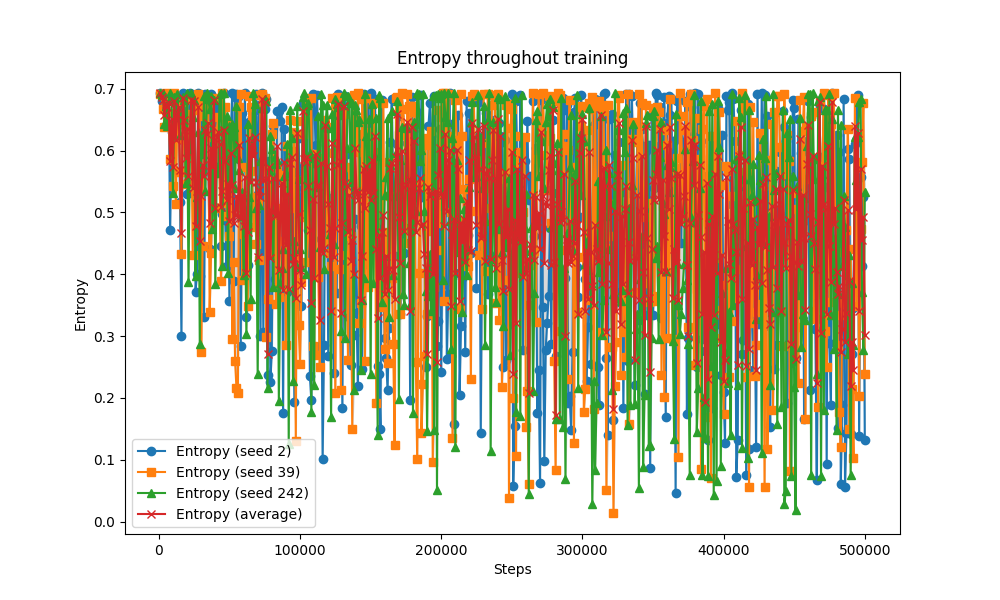 Entropy throughout training
Entropy
0.7
0.6
0.5
0.4
0.3
0.2
0.1
0.0
Entropy (seed 2)
Entropy (seed 39)
Entropy (seed 242)
Entropy (average)
0 100000 200000 300000 400000 500000
Steps